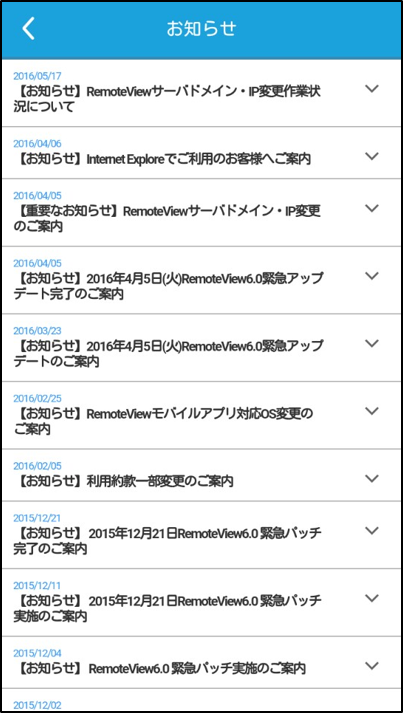 お知らせ
2016/05/17
【お知らせ】RemoteViewサーバドメイン・IP変更作業状
況について
2016/04/06
【お知らせ】Internet Exploreでご利用のお客様へご案内
2016/04/05
【重要なお知らせ】RemoteViewサーバドメイン・IP変更
のご案内
2016/04/05
【お知らせ】2016年4月5日(火)RemoteView6.0緊急アップ
デート完了のご案内
2016/03/23
【お知らせ】2016年4月5日(火)RemoteView6.0緊急アップ
デートのご案内
2016/02/25
【お知らせ】RemoteViewモバイルアプリ対応OS変更の
ご案内
2016/02/05
【お知らせ】利用約款一部変更のご案内
2015/12/21
【お知らせ】 2015年12月21日RemoteView6.0 緊急パッチ
完了のご案内
2015/12/11
【お知らせ】 2015年12月21日RemoteView6.0 緊急パッチ
実施のご案内
2015/12/04
【お知らせ】 RemoteView6.0 緊急パッチ実施のご案内
2015/12/02